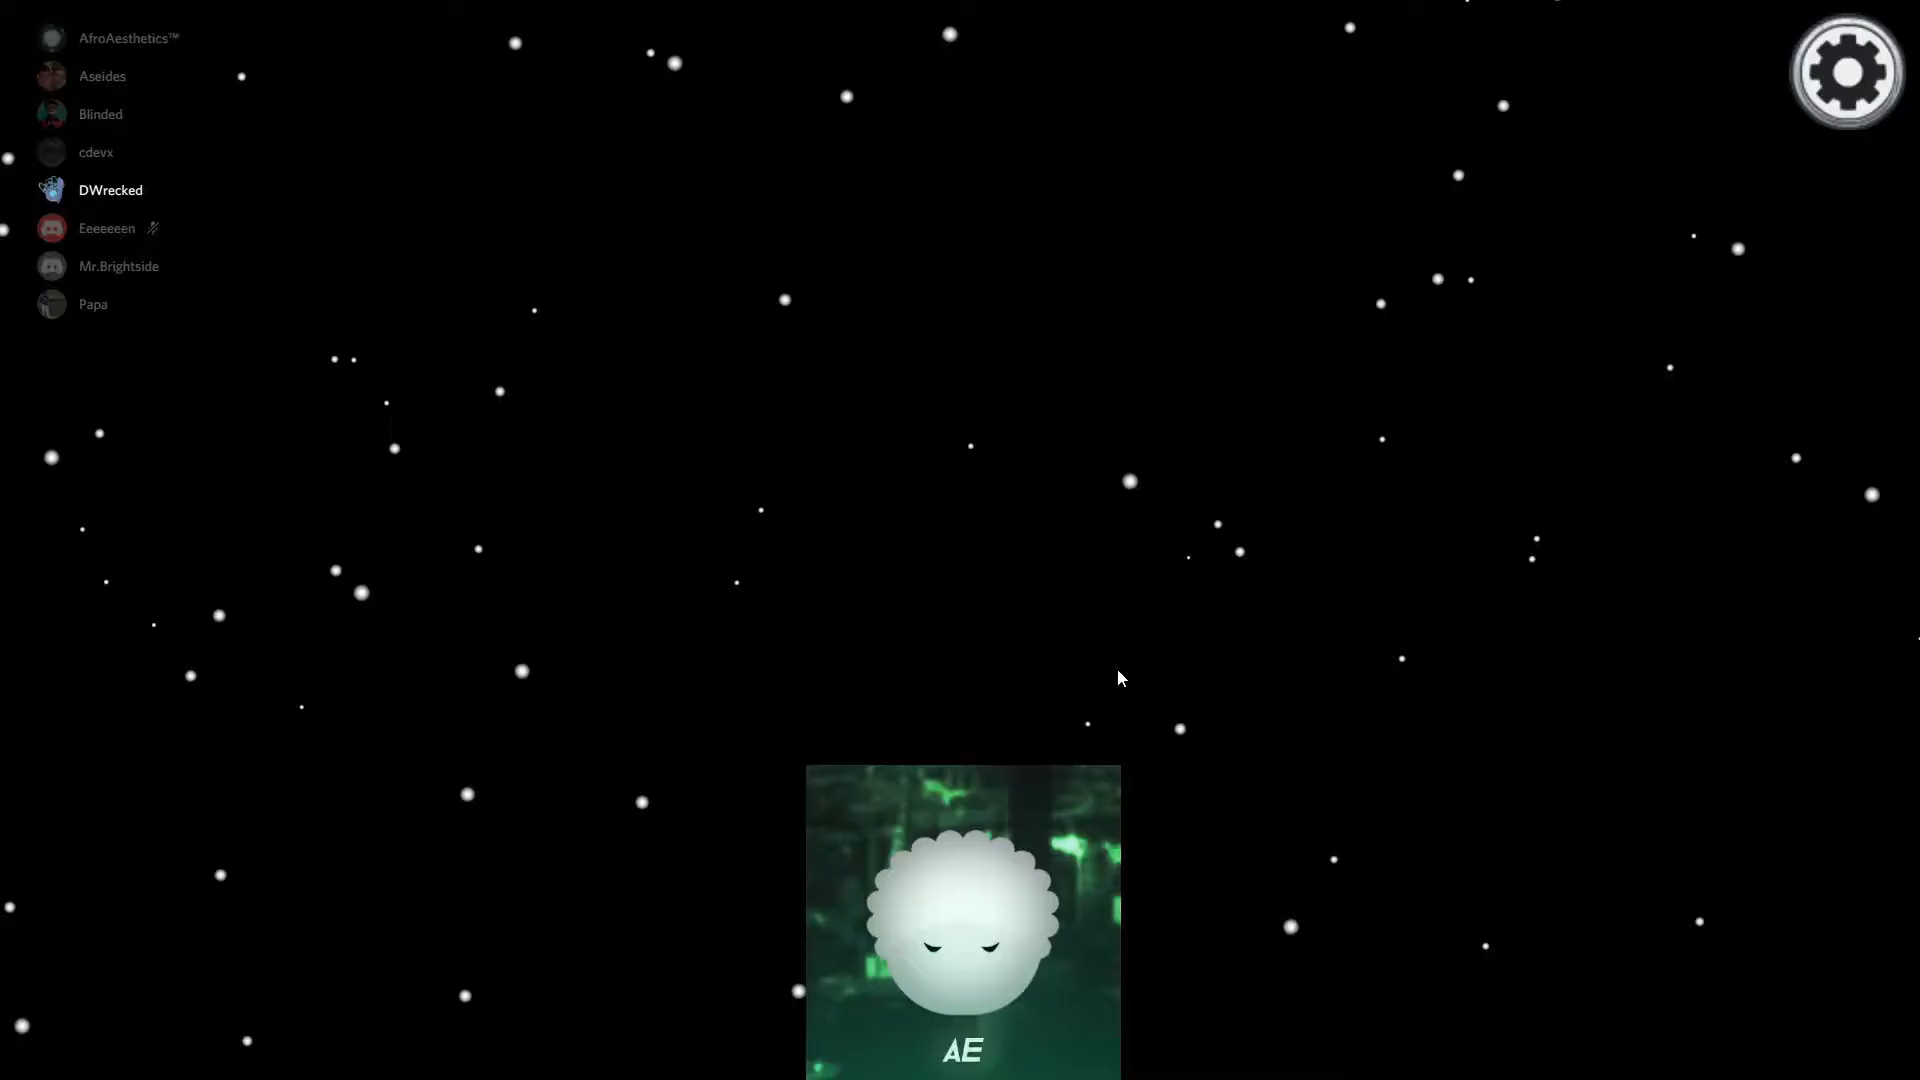 AfroAesthetics™
Aseides
Blinded
cdevx
DWrecked
Eeeeeeen
Mr.Brightside
Papa
AE